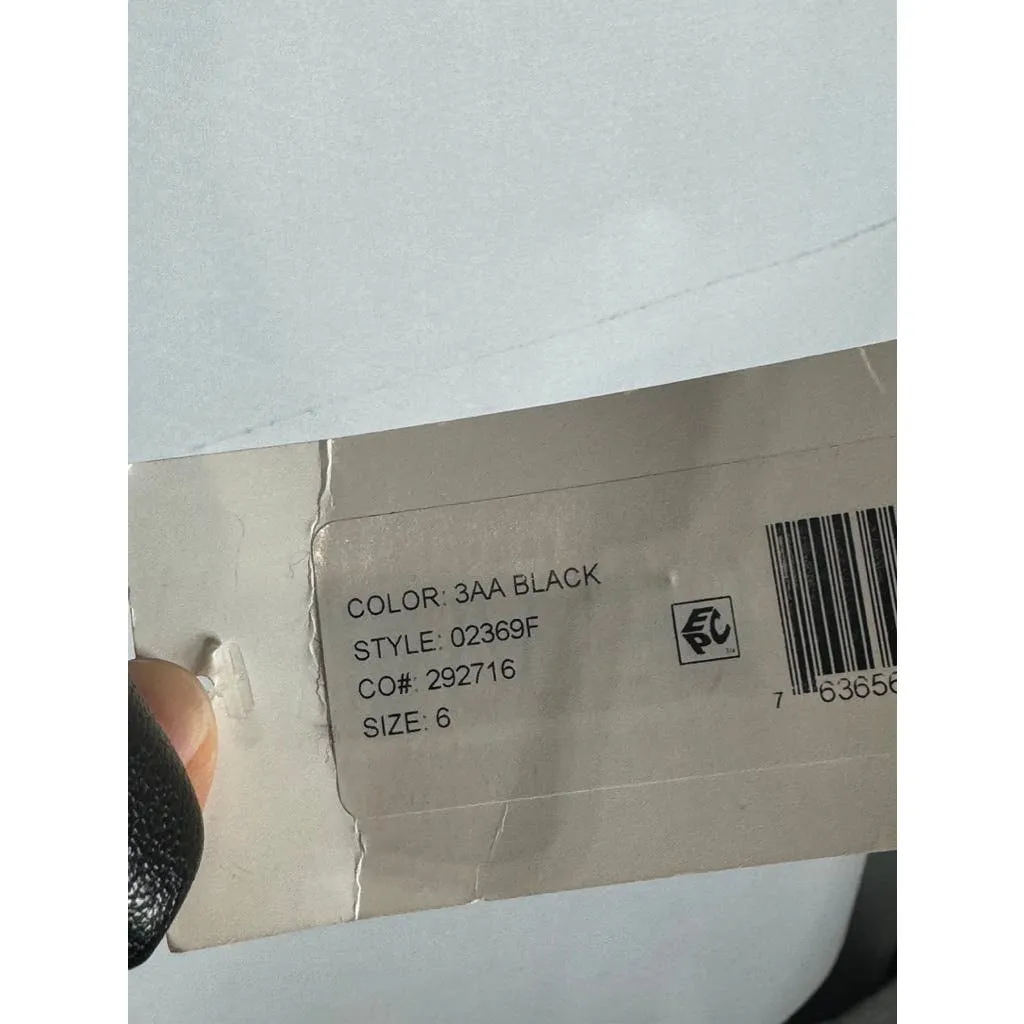 COLOR: 3AA BLACK
STYLE: 02369F
CO#: 292716
SIZE: 6
EPC
7 63656